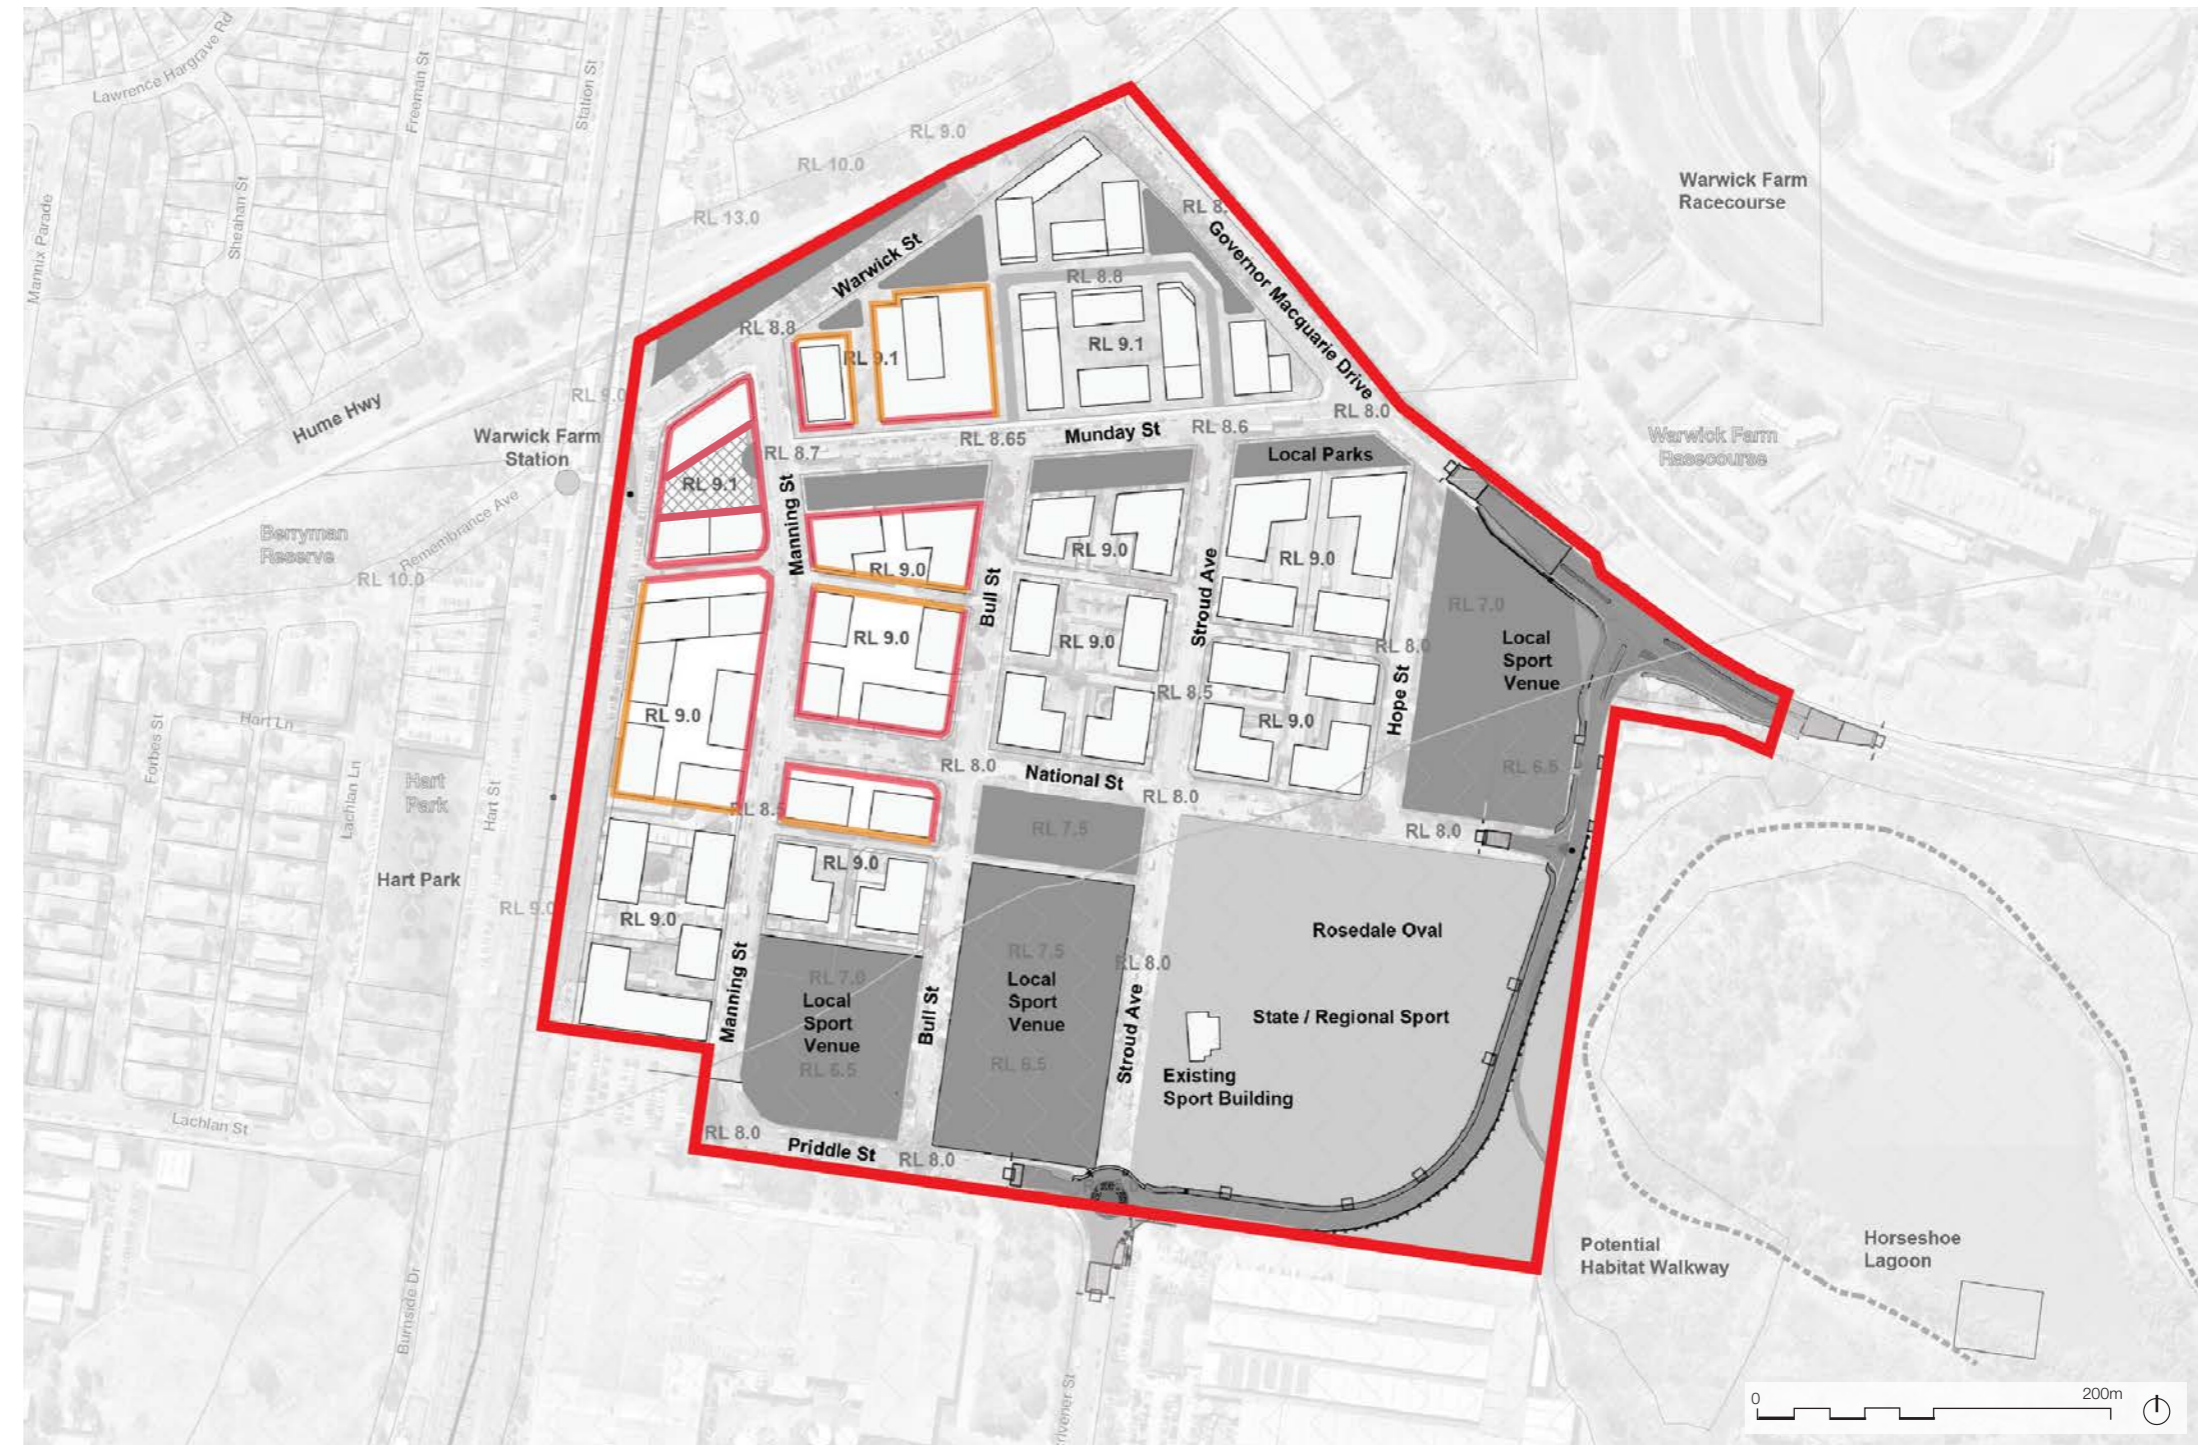 Lawrence Hargrave Rd
Freeman St
Station St
Sheahan St
Mannix Parade
RL 9.0
RL 10.0
RL 13.0
Warwick Farm
Racecourse
RL 8.
Governor Macquarie Drive
Warwick St
RL 8.8
RL 8.8
RL 9.1
RL 9.1
RL 9.0
Hume Hwy
Warwick Farm
Station
RL 8.0
RL 8.6
Munday St
RL 8.65
RL 8.7
Warwick Farm
Racecourse
Local Parks
RL 9.1
Manning St
Berryman
Reserve
Remembrance Ave
RL 10.0
RL 9.0
RL 9.0
RL 9.0
Bull St
Stroud Ave
RL 7.0
RL 9.0
RL 9.0
RL 8.0
Local
Sport
Venue
Hope St
RL 8.5
RL 9.0
RL 9.0
Forbes St
Hart Ln
Lachlan Ln
Hart
Park
Hart St
RL 8.0
National St
RL 6.5
RL 8.0
RL 8.5
RL 7.5
RL 8.0
RL 9.0
Hart Park
RL 9.0
RL 9.0
Manning St
Rosedale Oval
RL 7.5
RL 8.0
RL 7.0
Local
Sport
Venue
Local
Sport
Venue
Bull St
Stroud Ave
State / Regional Sport
RL 6.5
RL 6.5
Existing
Sport Building
Lachlan St
RL 8.0
Priddle St
RL 8.0
Potential
Habitat Walkway
Horseshoe
Lagoon
Burnside Dr
0
200m